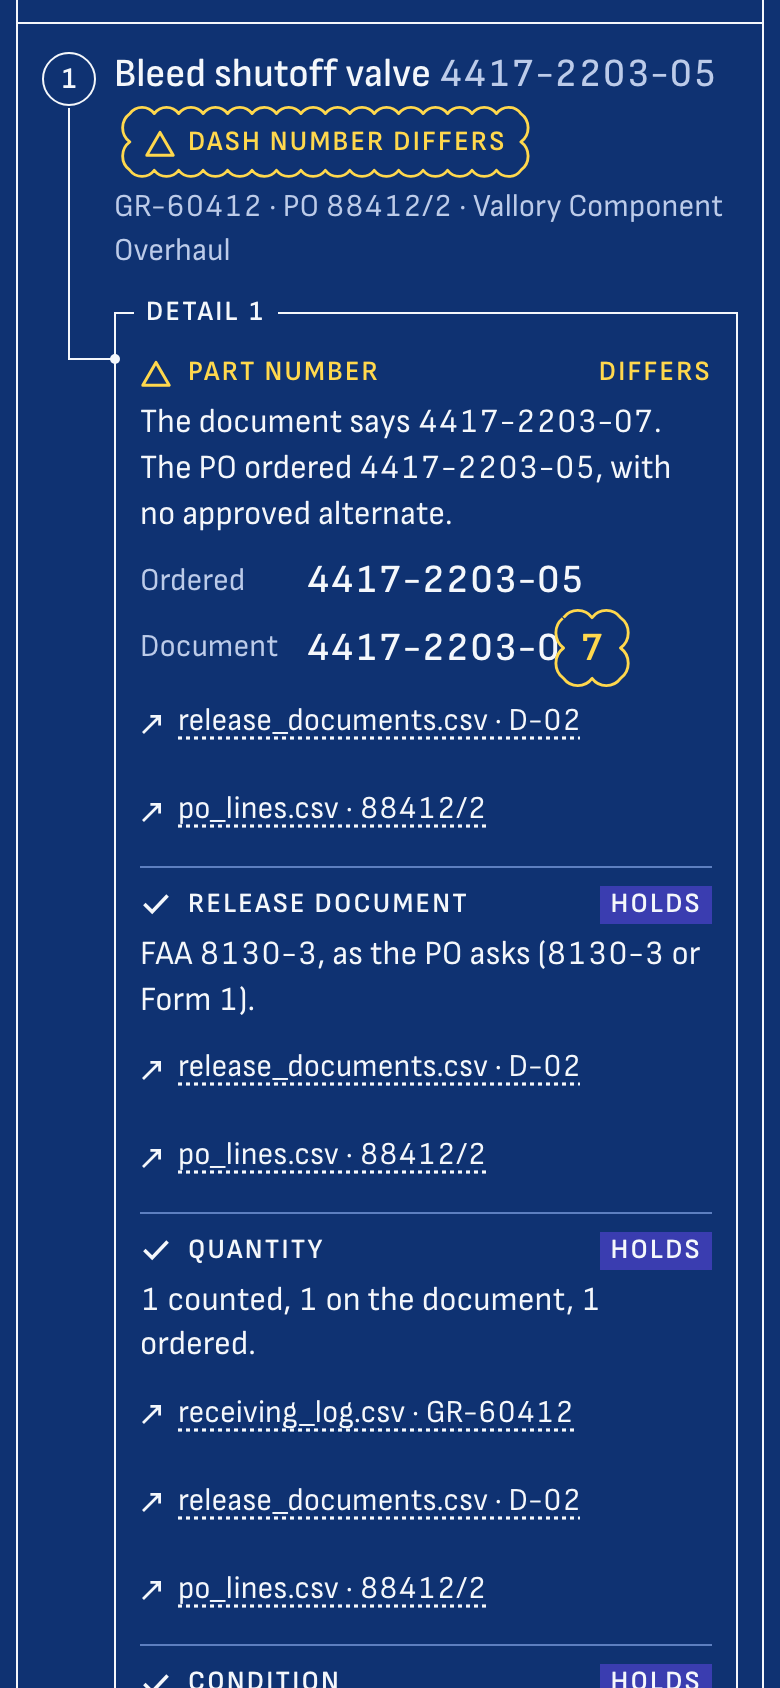 1
Bleed shutoff valve 4417-2203-05
DASH NUMBER DIFFERS
GR-60412 · PO 88412/2 · Vallory Component
Overhaul
DETAIL 1
PART NUMBER DIFFERS
The document says 4417-2203-07.
The PO ordered 4417-2203-05, with
no approved alternate.
Ordered 4417-2203-05
Document 4417-2203-07
↗ release_documents.csv · D-02
↗ po_lines.csv · 88412/2
RELEASE DOCUMENT HOLDS
FAA 8130-3, as the PO asks (8130-3 or
Form 1).
↗ release_documents.csv · D-02
↗ po_lines.csv · 88412/2
QUANTITY HOLDS
1 counted, 1 on the document, 1
ordered.
↗ receiving_log.csv · GR-60412
↗ release_documents.csv · D-02
↗ po_lines.csv · 88412/2
CONDITION HOLDS